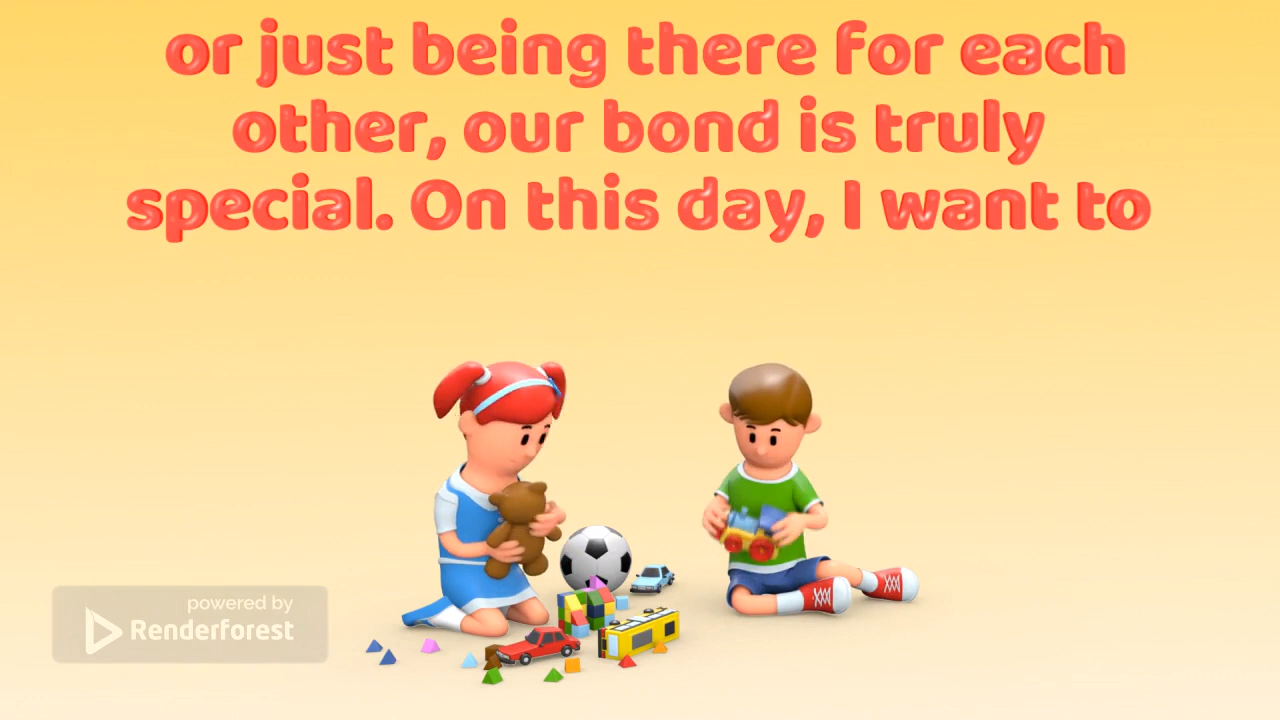 or just being there for each
other, our bond is truly
special. On this day, I want to
powered by
Renderforest